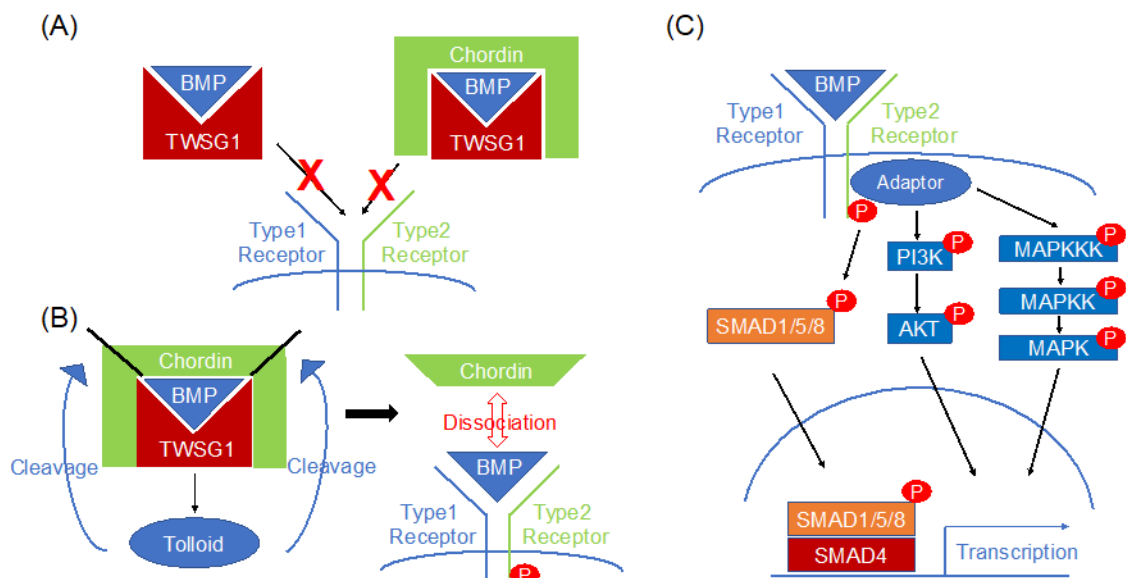 (A)
BMP
TWSG1
Chordin
BMP
TWSG1
X
X
Type1
Receptor
Type2
Receptor
(B)
Chordin
BMP
TWSG1
Cleavage
Cleavage
Tolloid
Chordin
Dissociation
BMP
Type1
Receptor
Type2
Receptor
P
(C)
BMP
Type1
Receptor
Type2
Receptor
Adaptor
P
PI3K
P
MAPKKK
P
MAPKK
P
SMAD1/5/8
P
AKT
P
MAPK
P
P
SMAD1/5/8
SMAD4
Transcription